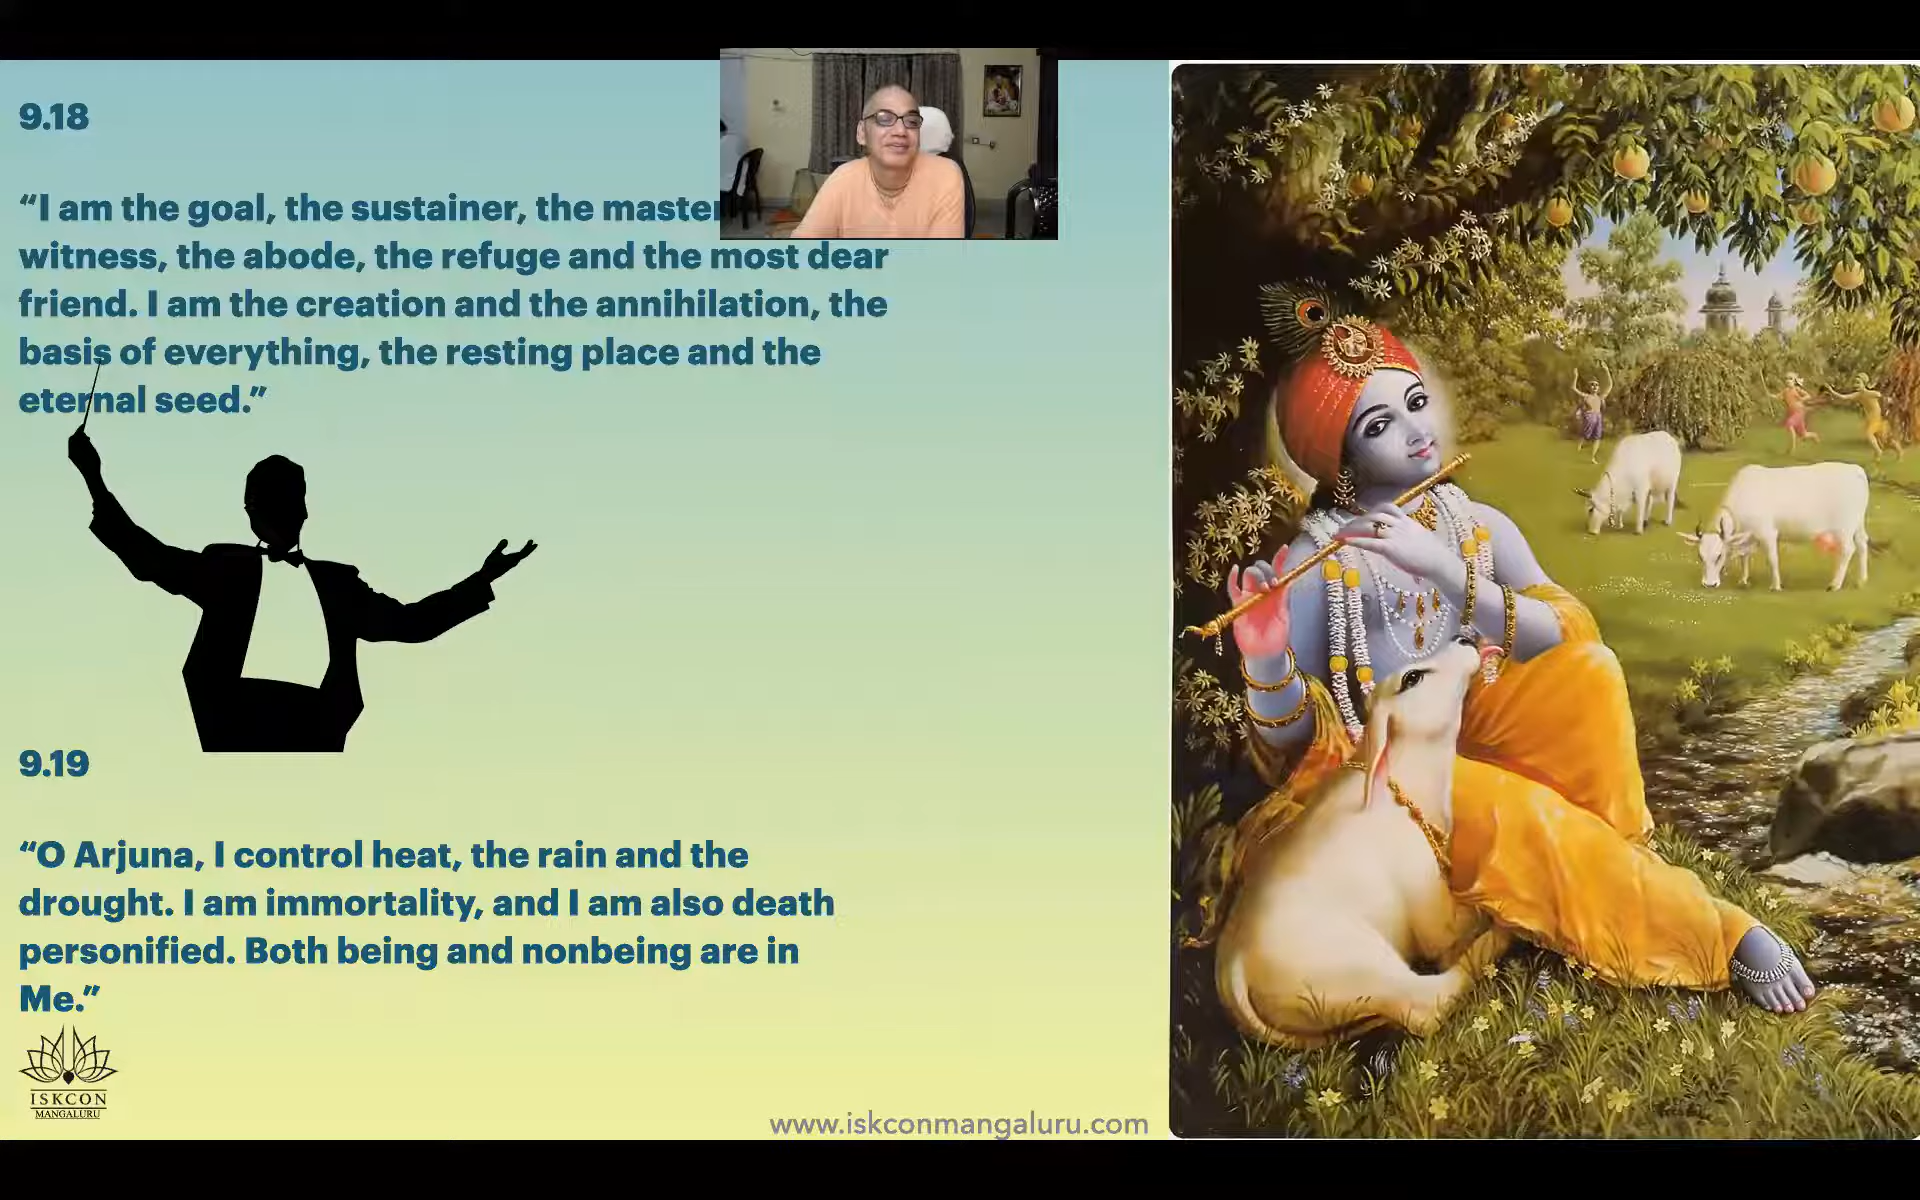 9.18
“I am the goal, the sustainer, the master
witness, the abode, the refuge and the most dear
friend. I am the creation and the annihilation, the
basis of everything, the resting place and the
eternal seed.”
9.19
“O Arjuna, I control heat, the rain and the
drought. I am immortality, and I am also death
personified. Both being and nonbeing are in
Me.”
ISKCON
MANGALURU
www.iskconmangaluru.com